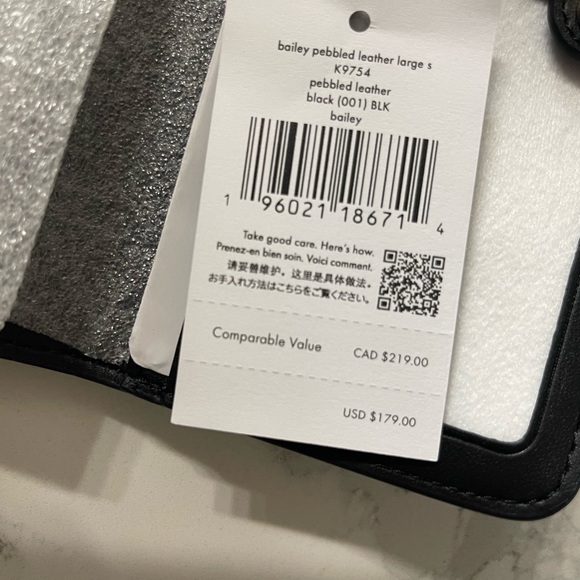 bailey pebbled leather large s
K9754
pebbled leather
black (001) BLK
bailey
1 96021 18671 4
Take good care. Here's how.
Prenez-en bien soin. Voici comment.
请妥善维护。这里是具体做法。
お手入れ方法はこちらをご覧ください。
Comparable Value CAD $219.00
USD $179.00